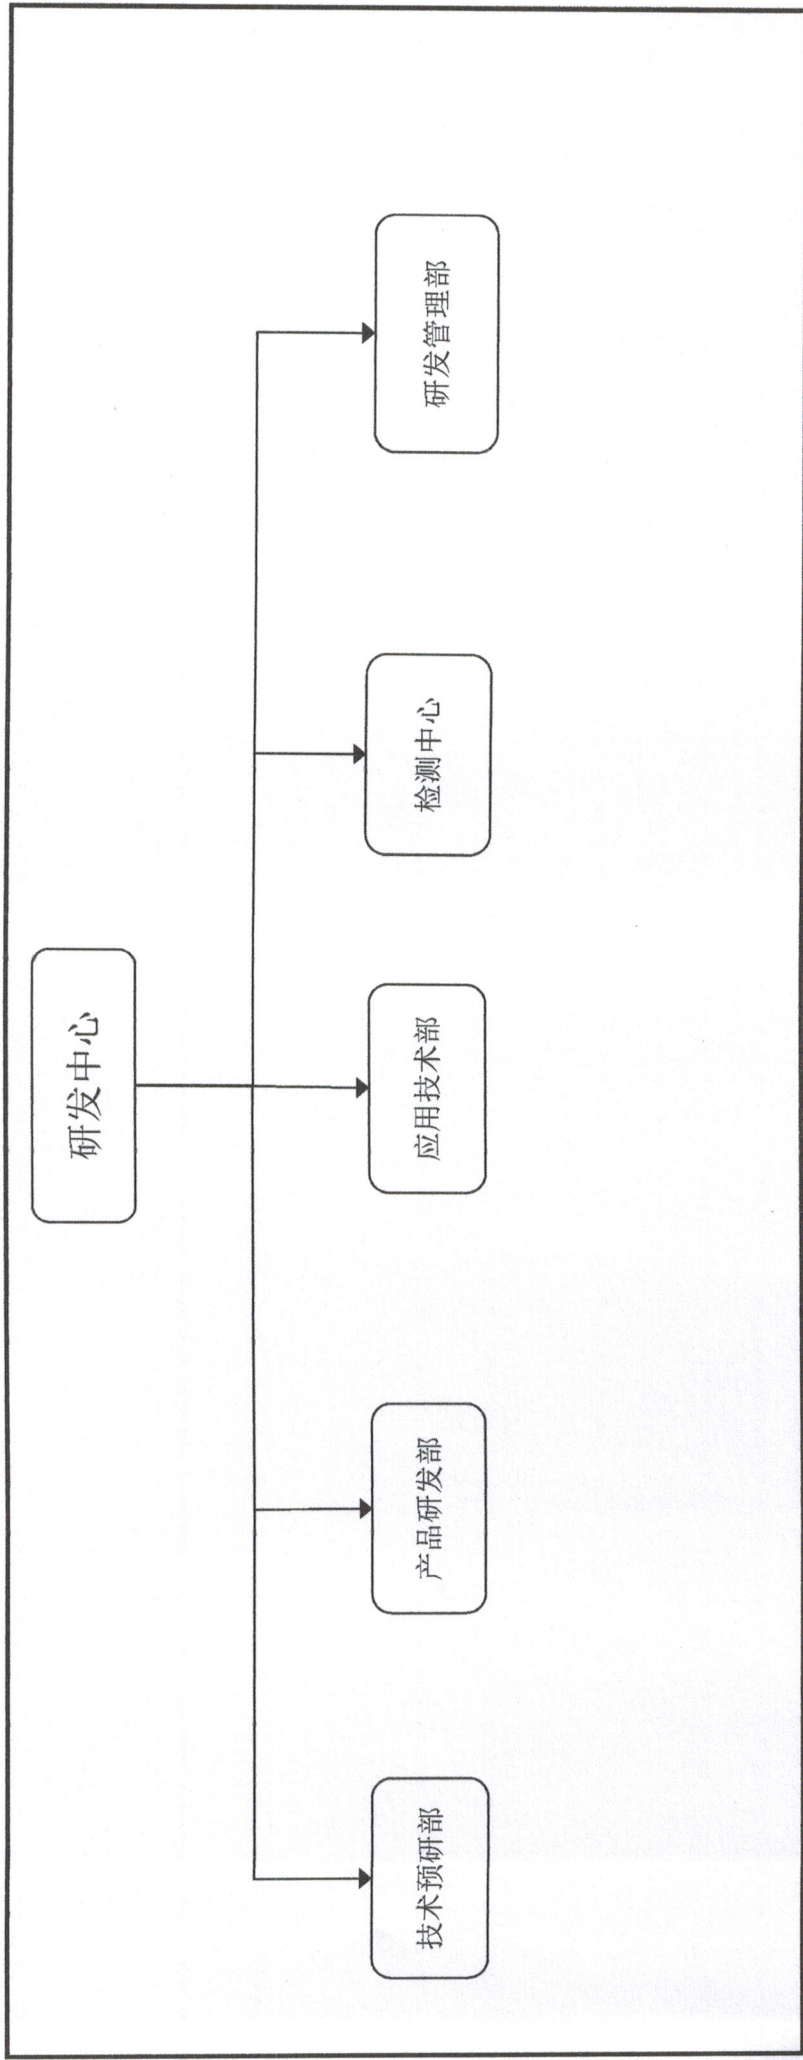 研发中心
技术预研部
产品研发部
应用技术部
检测中心
研发管理部